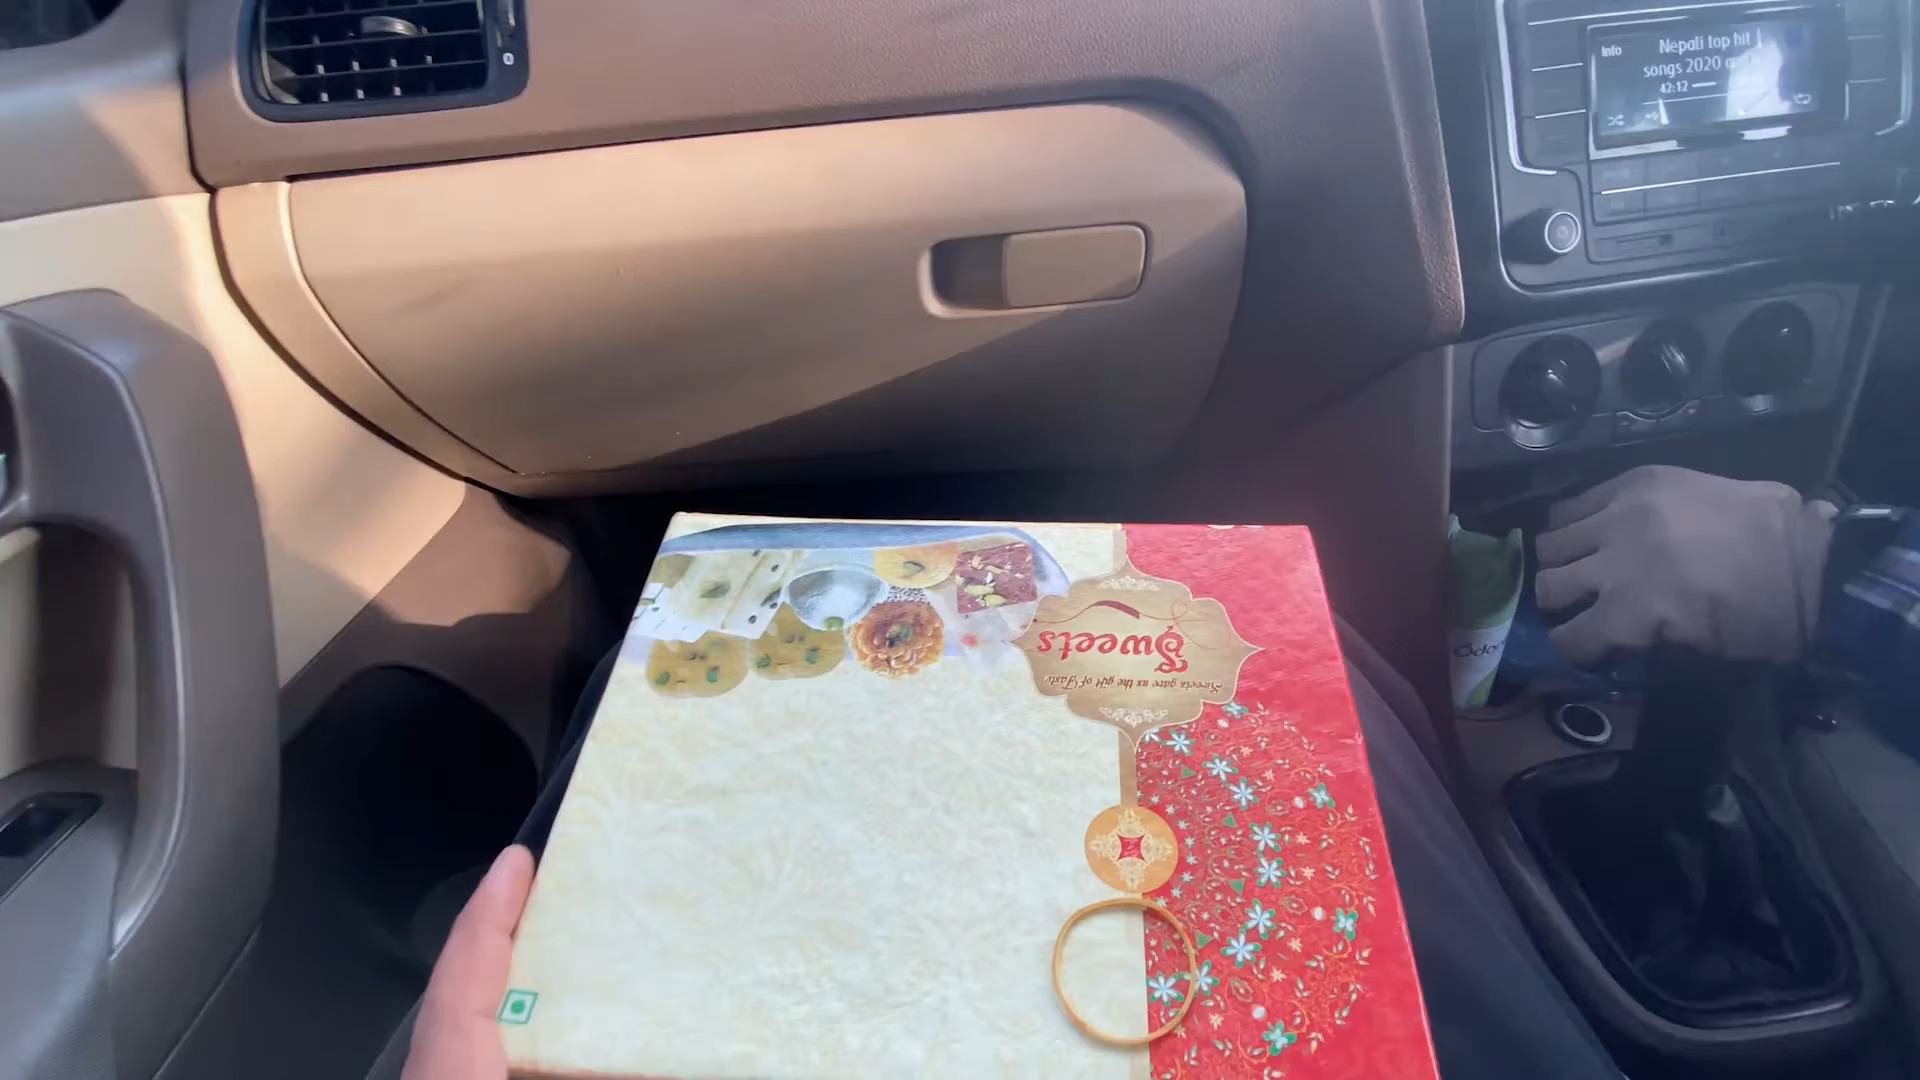 Info
Nepali top hit
songs 2020
42:12
Sweets
Sweets gave us the gift of Taste